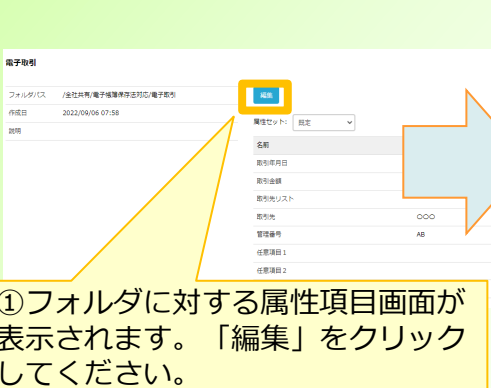 電子取引
フォルダパス /全社共有/電子帳簿保存法対応/電子取引
作成日 2022/09/06 07:58
説明
編集
属性セット: 既定
名前
取引年月日
取引金額
取引先リスト
取引先 〇〇〇
管理番号 AB
任意項目1
任意項目2
①フォルダに対する属性項目画面が
表示されます。「編集」をクリック
してください。